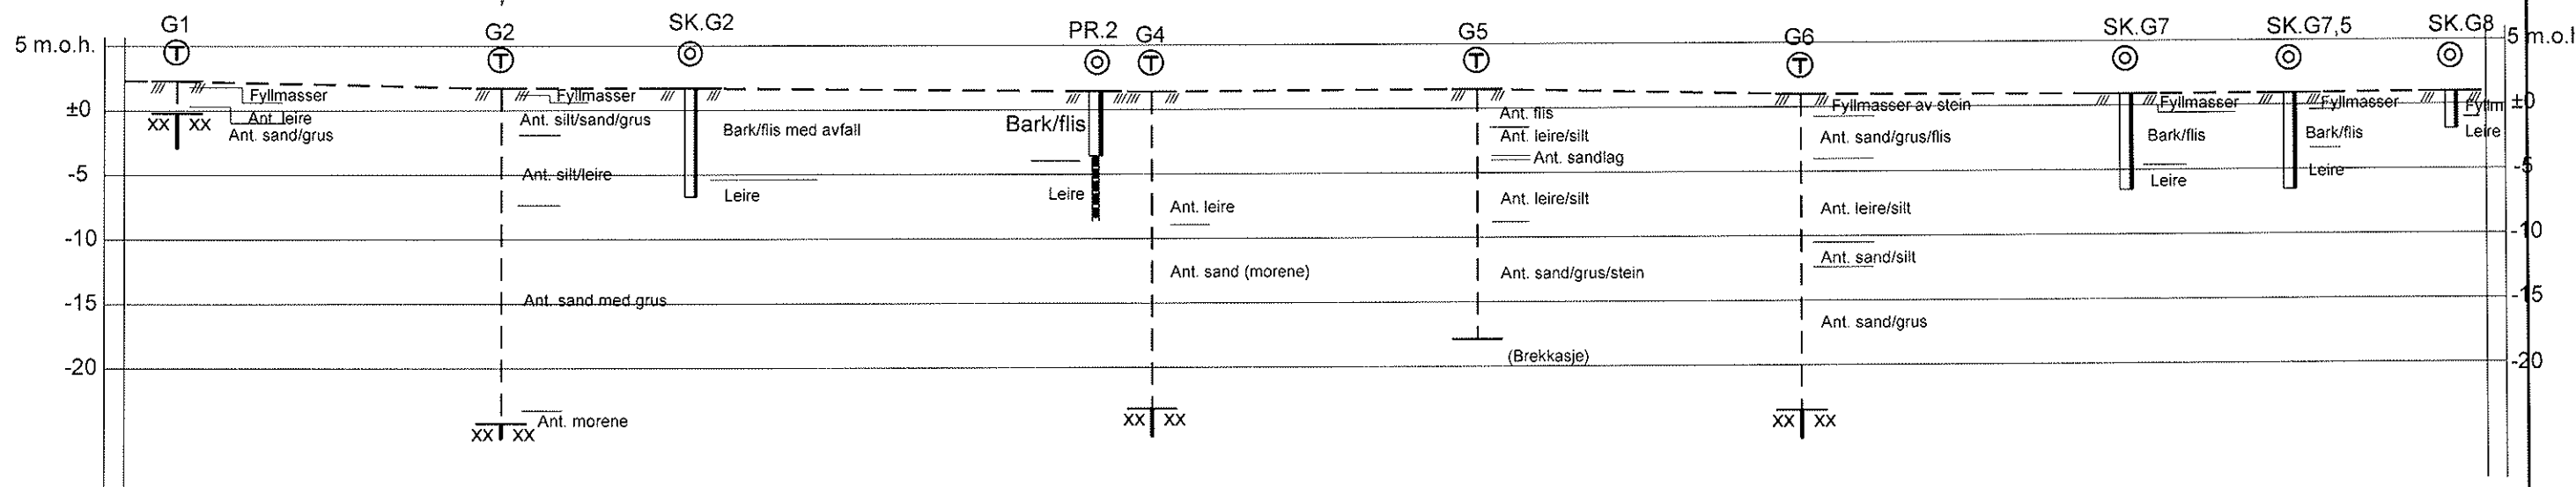 G1
G2
SK.G2
PR.2
G4
G5
G6
SK.G7
SK.G7,5
SK.G8
5 m.o.h.
5 m.o.h
Fyllmasser
Ant. leire
Ant. sand/grus
XX XX
Fyllmasser
Ant. silt/sand/grus
Ant. silt/leire
Ant. sand med grus
Ant. morene
XX XX
Bark/flis med avfall
Leire
Bark/flis
Leire
Ant. leire
Ant. sand (morene)
XX XX
Ant. flis
Ant. leire/silt
Ant. sandlag
Ant. leire/silt
Ant. sand/grus/stein
(Brekkasje)
Fyllmasser av stein
Ant. sand/grus/flis
Ant. leire/silt
Ant. sand/silt
Ant. sand/grus
XX XX
Fyllmasser
Bark/flis
Leire
Fyllmasser
Bark/flis
Leire
Fyllm
Leire
±0
-5
-10
-15
-20
±0
-5
-10
-15
-20